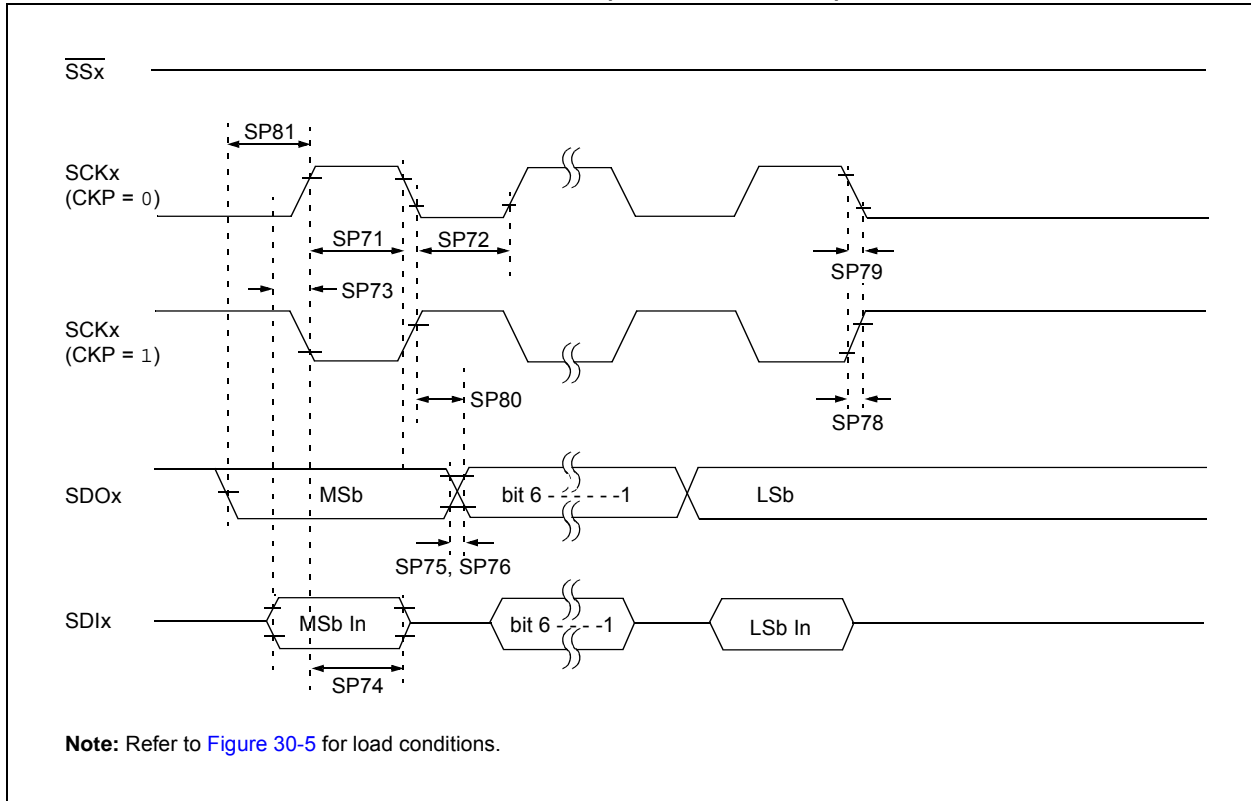 SSx
SP81
SCKx
(CKP = 0)
SP71
SP72
SP79
SP73
SCKx
(CKP = 1)
SP80
SP78
SDOx
MSb
bit 6 - - - - - -1
LSb
SP75, SP76
SDIx
MSb In
bit 6 - - - -1
LSb In
SP74
Note: Refer to Figure 30-5 for load conditions.